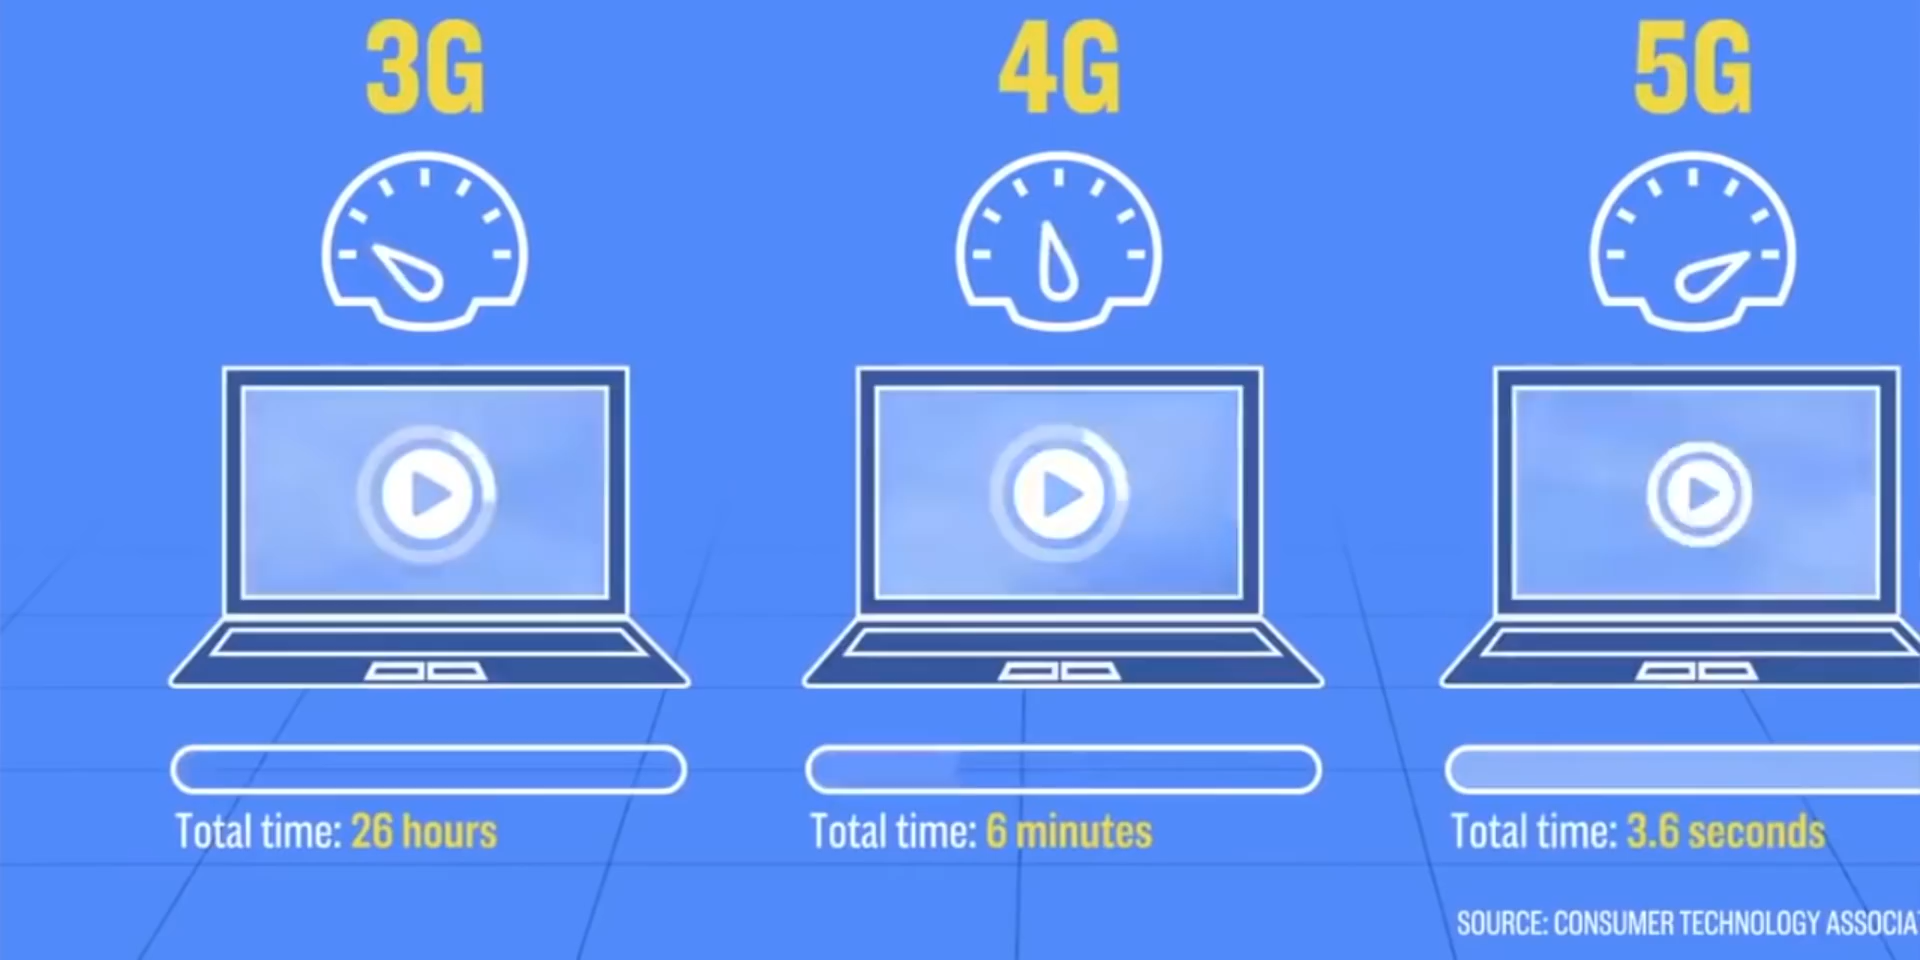 3G
4G
5G
Total time: 26 hours
Total time: 6 minutes
Total time: 3.6 seconds
SOURCE: CONSUMER TECHNOLOGY